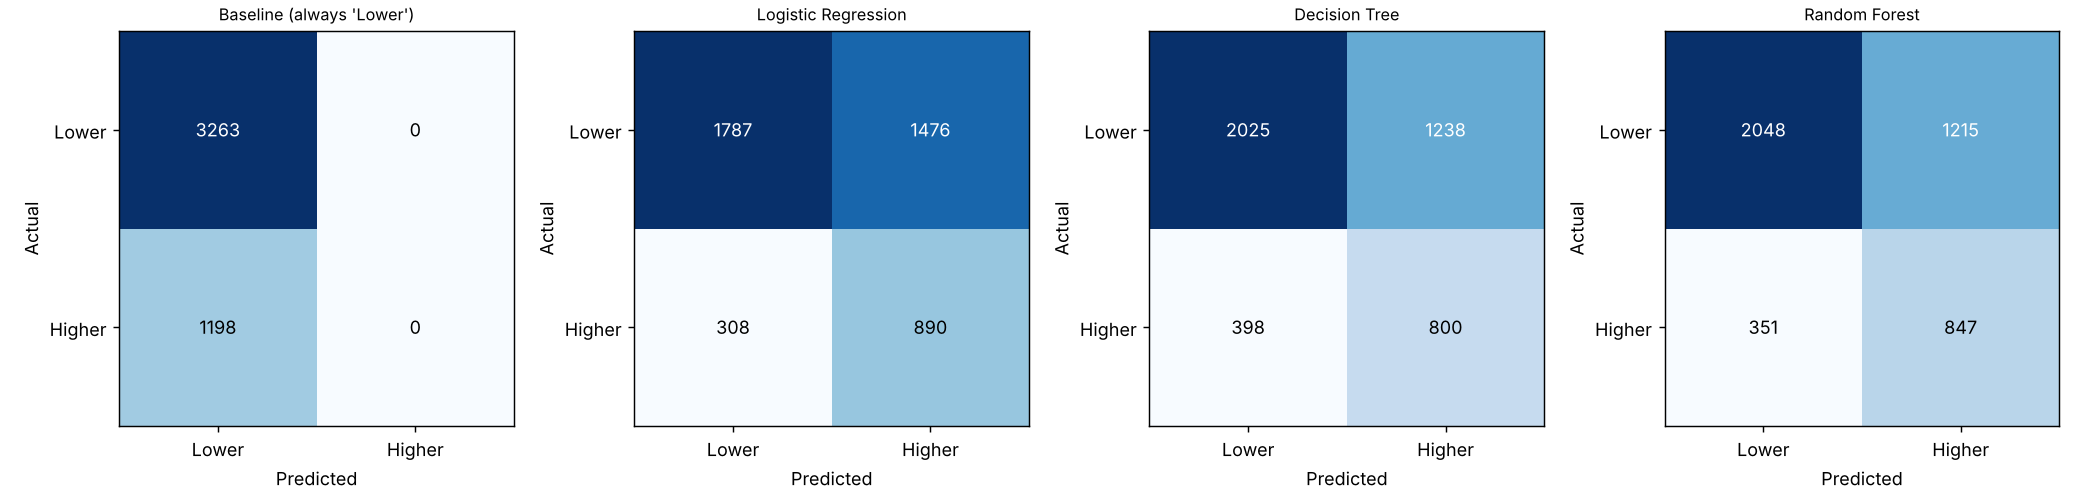 Baseline (always 'Lower')
Lower
3263
0
Actual
Higher
1198
0
Lower
Higher
Predicted
Logistic Regression
Lower
1787
1476
Actual
Higher
308
890
Lower
Higher
Predicted
Decision Tree
Lower
2025
1238
Actual
Higher
398
800
Lower
Higher
Predicted
Random Forest
Lower
2048
1215
Actual
Higher
351
847
Lower
Higher
Predicted